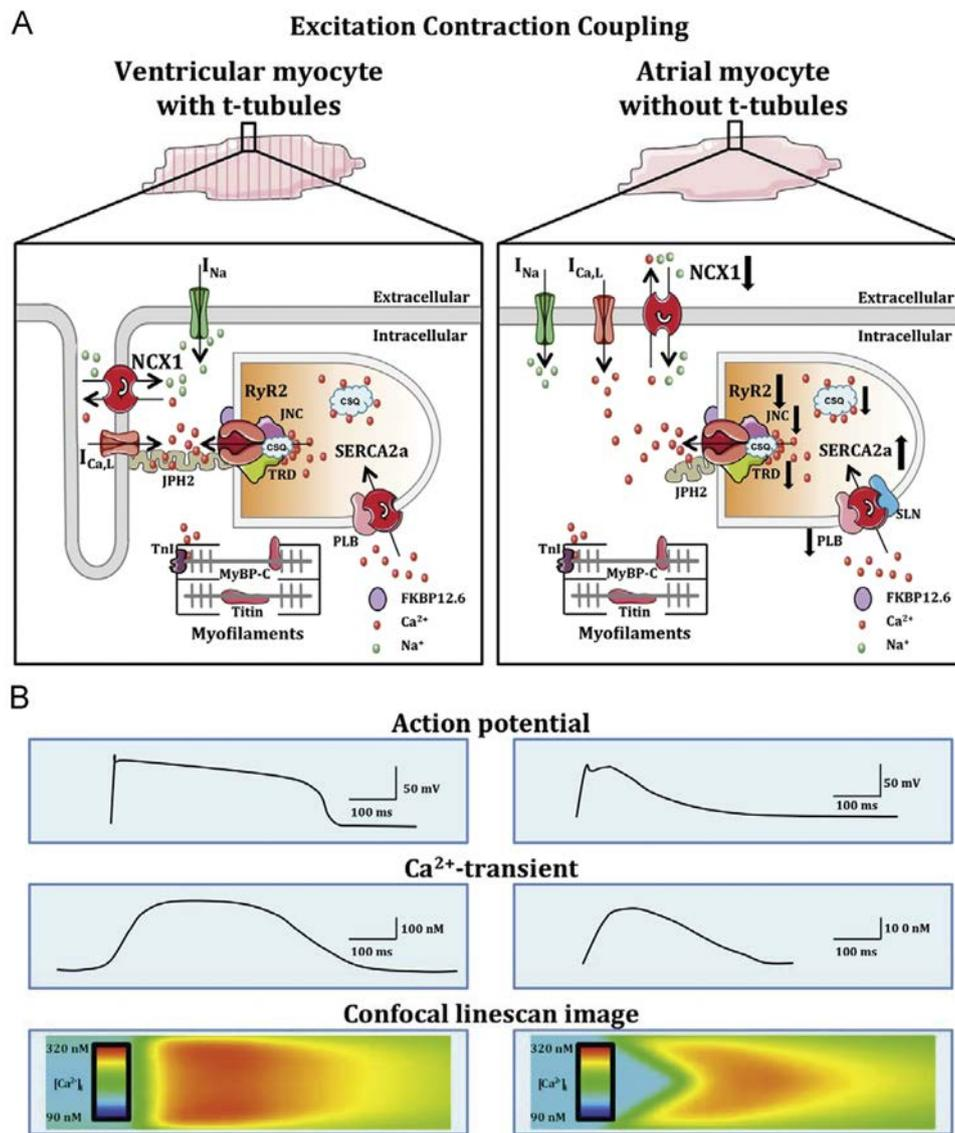 A
Excitation Contraction Coupling
Ventricular myocyte
with t-tubules
Atrial myocyte
without t-tubules
I_Na
Extracellular
Intracellular
NCX1
RyR2
JNC
CSQ
CSQ
SERCA2a
I_Ca,L
JPH2
TRD
PLB
TnI
MyBP-C
Titin
Myofilaments
FKBP12.6
Ca²⁺
Na⁺
I_Na
I_Ca,L
NCX1
Extracellular
Intracellular
RyR2
JNC
CSQ
CSQ
SERCA2a
JPH2
TRD
SLN
PLB
TnI
MyBP-C
Titin
Myofilaments
FKBP12.6
Ca²⁺
Na⁺
B
Action potential
50 mV
100 ms
50 mV
100 ms
Ca²⁺-transient
100 nM
100 ms
10 0 nM
100 ms
Confocal linescan image
320 nM
[Ca²⁺]i
90 nM
320 nM
[Ca²⁺]i
90 nM